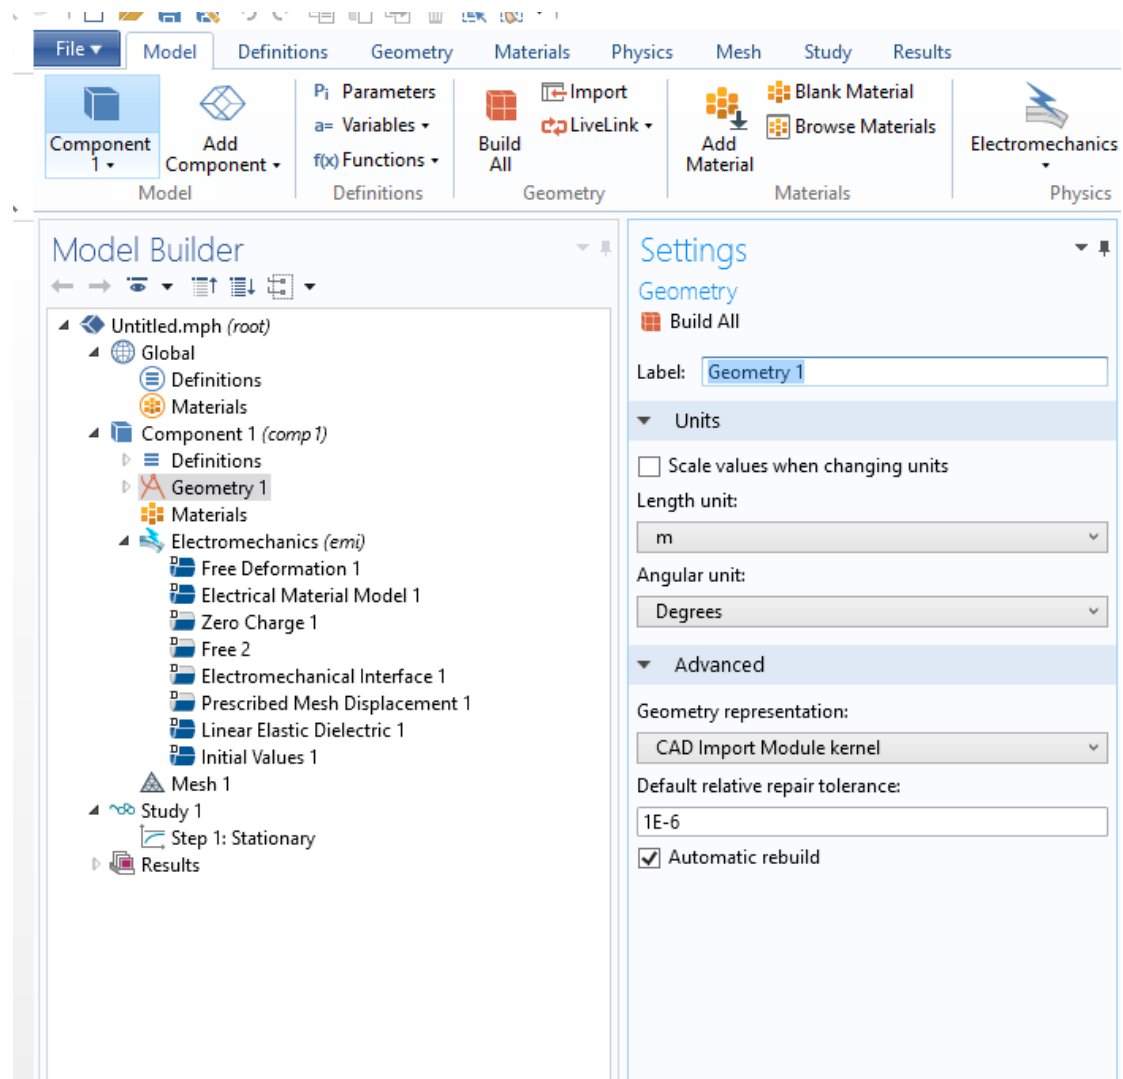 File Model Definitions Geometry Materials Physics Mesh Study Results
Component 1
Add Component
Model
Pi Parameters
a= Variables
f(x) Functions
Definitions
Build All
Import
LiveLink
Geometry
Add Material
Blank Material
Browse Materials
Materials
Electromechanics
Physics
Model Builder
Untitled.mph (root)
Global
Definitions
Materials
Component 1 (comp1)
Definitions
Geometry 1
Materials
Electromechanics (emi)
D Free Deformation 1
D Electrical Material Model 1
D Zero Charge 1
D Free 2
D Electromechanical Interface 1
D Prescribed Mesh Displacement 1
D Linear Elastic Dielectric 1
D Initial Values 1
Mesh 1
Study 1
Step 1: Stationary
Results
Settings
Geometry
Build All
Label: Geometry 1
Units
Scale values when changing units
Length unit:
m
Angular unit:
Degrees
Advanced
Geometry representation:
CAD Import Module kernel
Default relative repair tolerance:
1E-6
Automatic rebuild